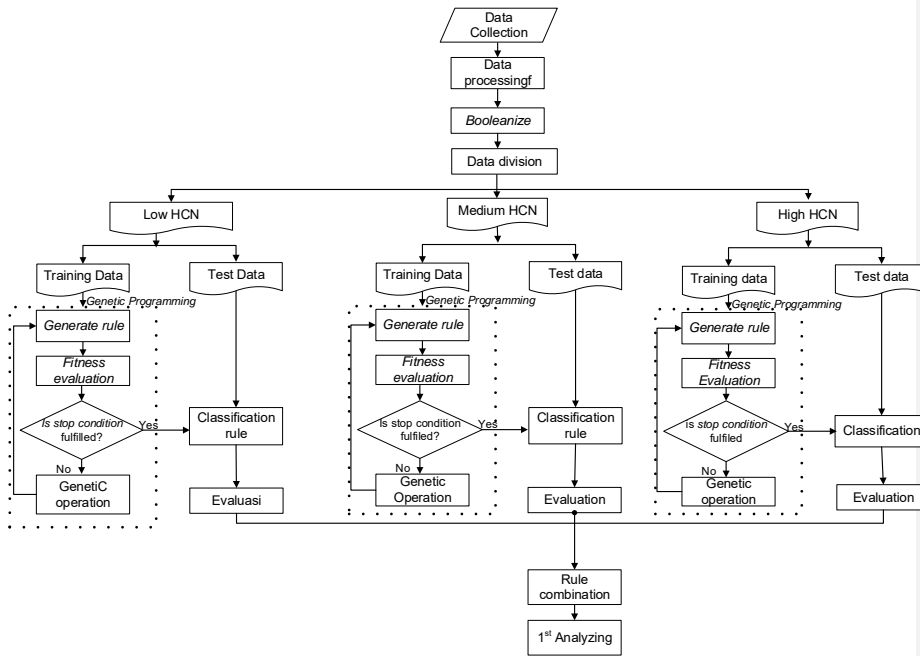 Data
Collection
Data
processingf
Booleanize
Data division
Low HCN
Medium HCN
High HCN
Training Data
Test Data
Training Data
Test data
Training data
Test data
Genetic Programming
Genetic Programming
Genetic Programming
Generate rule
Generate rule
Generate rule
Fitness
evaluation
Fitness
evaluation
Fitness
Evaluation
Is stop condition
fulfilled?
Yes
Classification
rule
Is stop condition
fulfiled?
Yes
Classification
rule
is stop condition
fulfiled
Yes
Classification
No
No
No
GenetiC
operation
Evaluasi
Genetic
Operation
Evaluation
Genetic
operation
Evaluation
Rule
combination
1st Analyzing